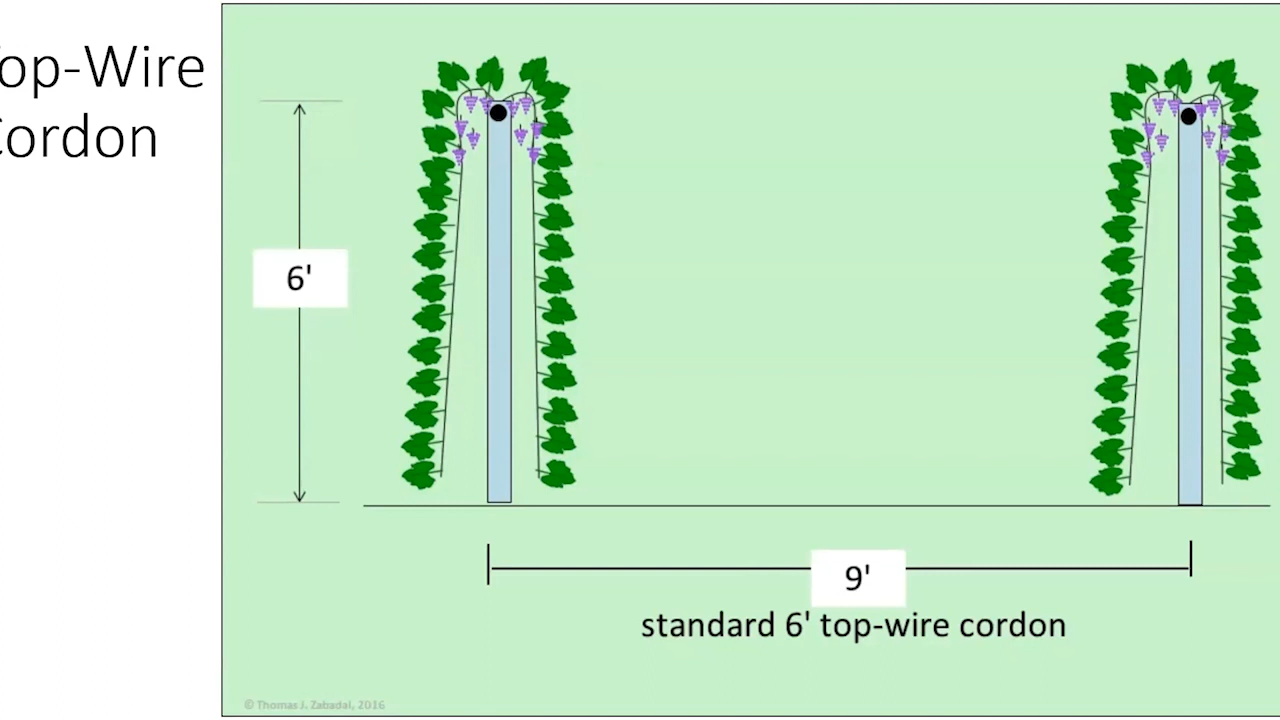 op-Wire
Cordon
6'
9'
standard 6' top-wire cordon
© Thomas J. Zabadal, 2016